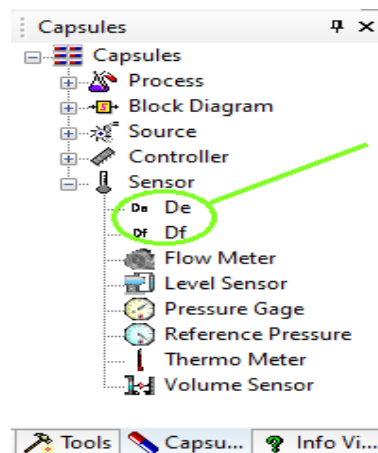 Capsules
Capsules
Process
Block Diagram
Source
Controller
Sensor
De De
Df Df
Flow Meter
Level Sensor
Pressure Gage
Reference Pressure
Thermo Meter
Volume Sensor
Tools Capsu... Info Vi...